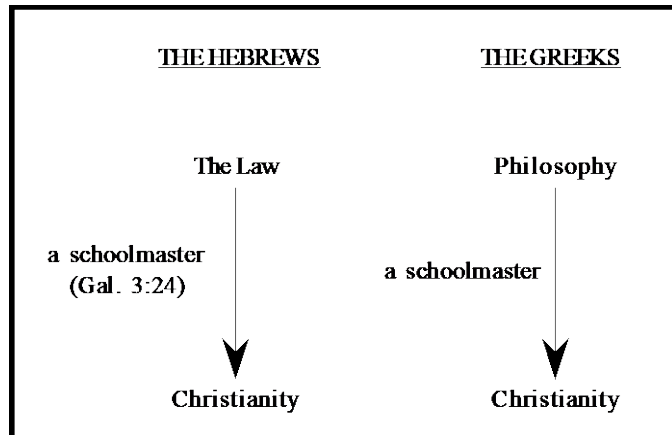 THE HEBREWS
THE GREEKS
The Law
Philosophy
a schoolmaster
(Gal. 3:24)
a schoolmaster
Christianity
Christianity